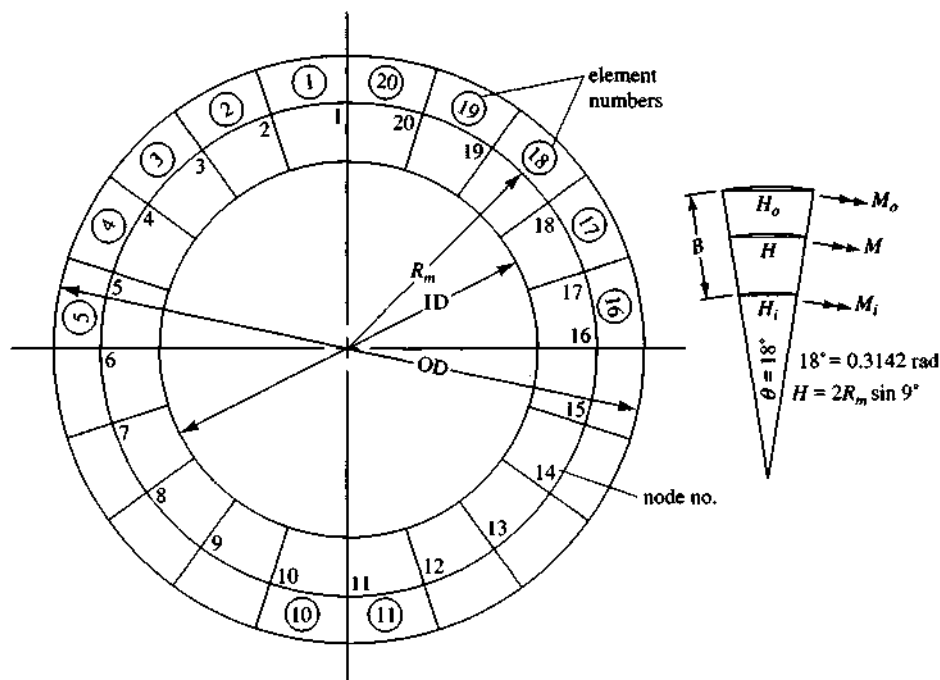 1
20
2
19
element
numbers
3
18
4
17
5
16
10
11
1
2
3
4
5
6
7
8
9
10
11
12
13
14
15
16
17
18
19
20
R_m
ID
OD
node no.
B
H_o
M_o
H
M
H_i
M_i
θ = 18°
18° = 0.3142 rad
H = 2R_m sin 9°